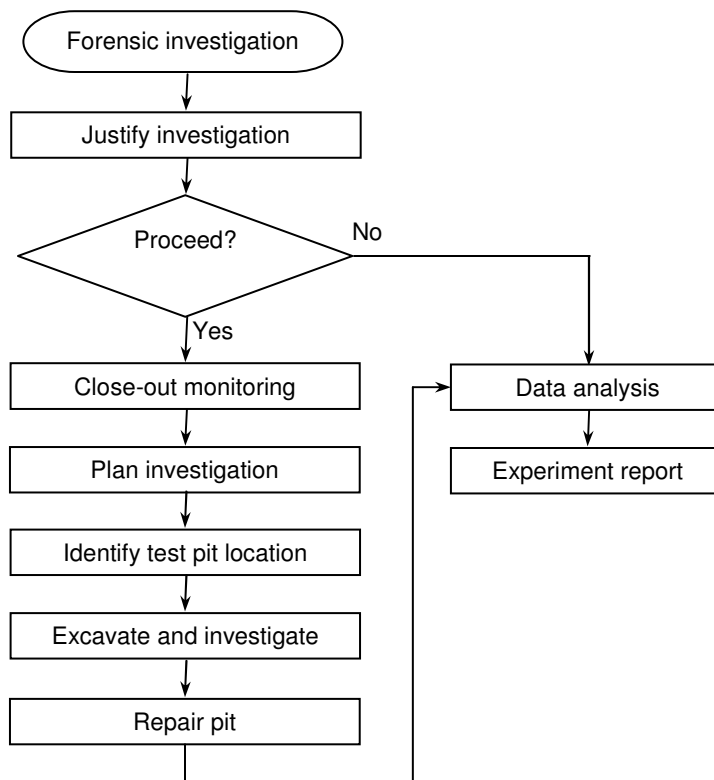 Forensic investigation
Justify investigation
Proceed?
No
Yes
Close-out monitoring
Data analysis
Plan investigation
Experiment report
Identify test pit location
Excavate and investigate
Repair pit